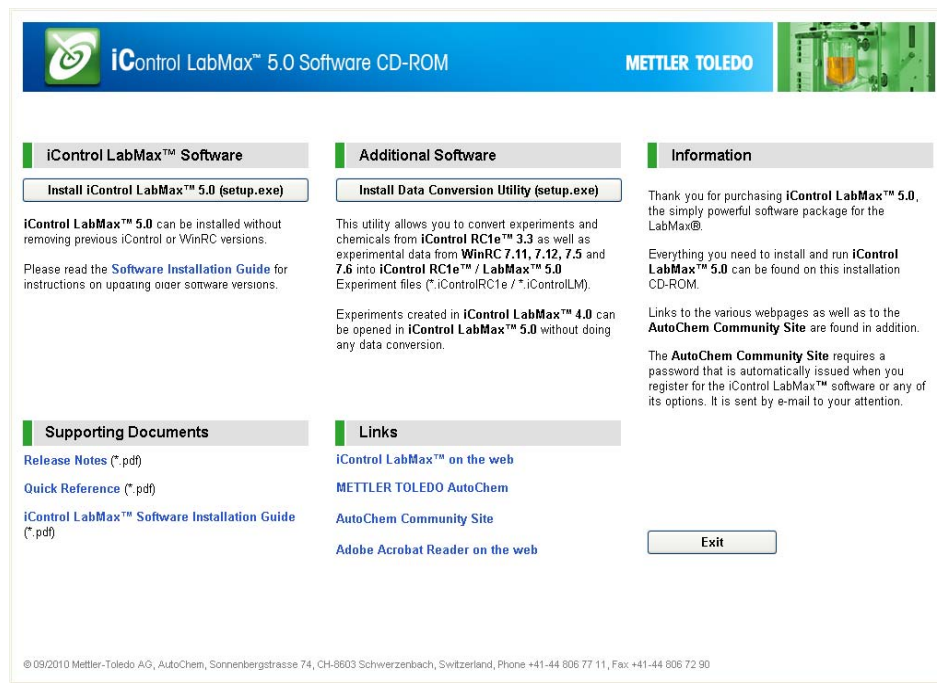 iControl LabMax™ 5.0 Software CD-ROM
METTLER TOLEDO
iControl LabMax™ Software
Install iControl LabMax™ 5.0 (setup.exe)
iControl LabMax™ 5.0 can be installed without
removing previous iControl or WinRC versions.
Please read the Software Installation Guide for
instructions on updating older software versions.
Additional Software
Install Data Conversion Utility (setup.exe)
This utility allows you to convert experiments and
chemicals from iControl RC1e™ 3.3 as well as
experimental data from WinRC 7.11, 7.12, 7.5 and
7.6 into iControl RC1e™ / LabMax™ 5.0
Experiment files (*.iControlRC1e / *.iControlLM).
Experiments created in iControl LabMax™ 4.0 can
be opened in iControl LabMax™ 5.0 without doing
any data conversion.
Information
Thank you for purchasing iControl LabMax™ 5.0,
the simply powerful software package for the
LabMax®.
Everything you need to install and run iControl
LabMax™ 5.0 can be found on this installation
CD-ROM.
Links to the various webpages as well as to the
AutoChem Community Site are found in addition.
The AutoChem Community Site requires a
password that is automatically issued when you
register for the iControl LabMax™ software or any of
its options. It is sent by e-mail to your attention.
Supporting Documents
Release Notes (*.pdf)
Quick Reference (*.pdf)
iControl LabMax™ Software Installation Guide
(*.pdf)
Links
iControl LabMax™ on the web
METTLER TOLEDO AutoChem
AutoChem Community Site
Adobe Acrobat Reader on the web
Exit
© 09/2010 Mettler-Toledo AG, AutoChem, Sonnenbergstrasse 74, CH-8603 Schwerzenbach, Switzerland, Phone +41-44 806 77 11, Fax +41-44 806 72 90